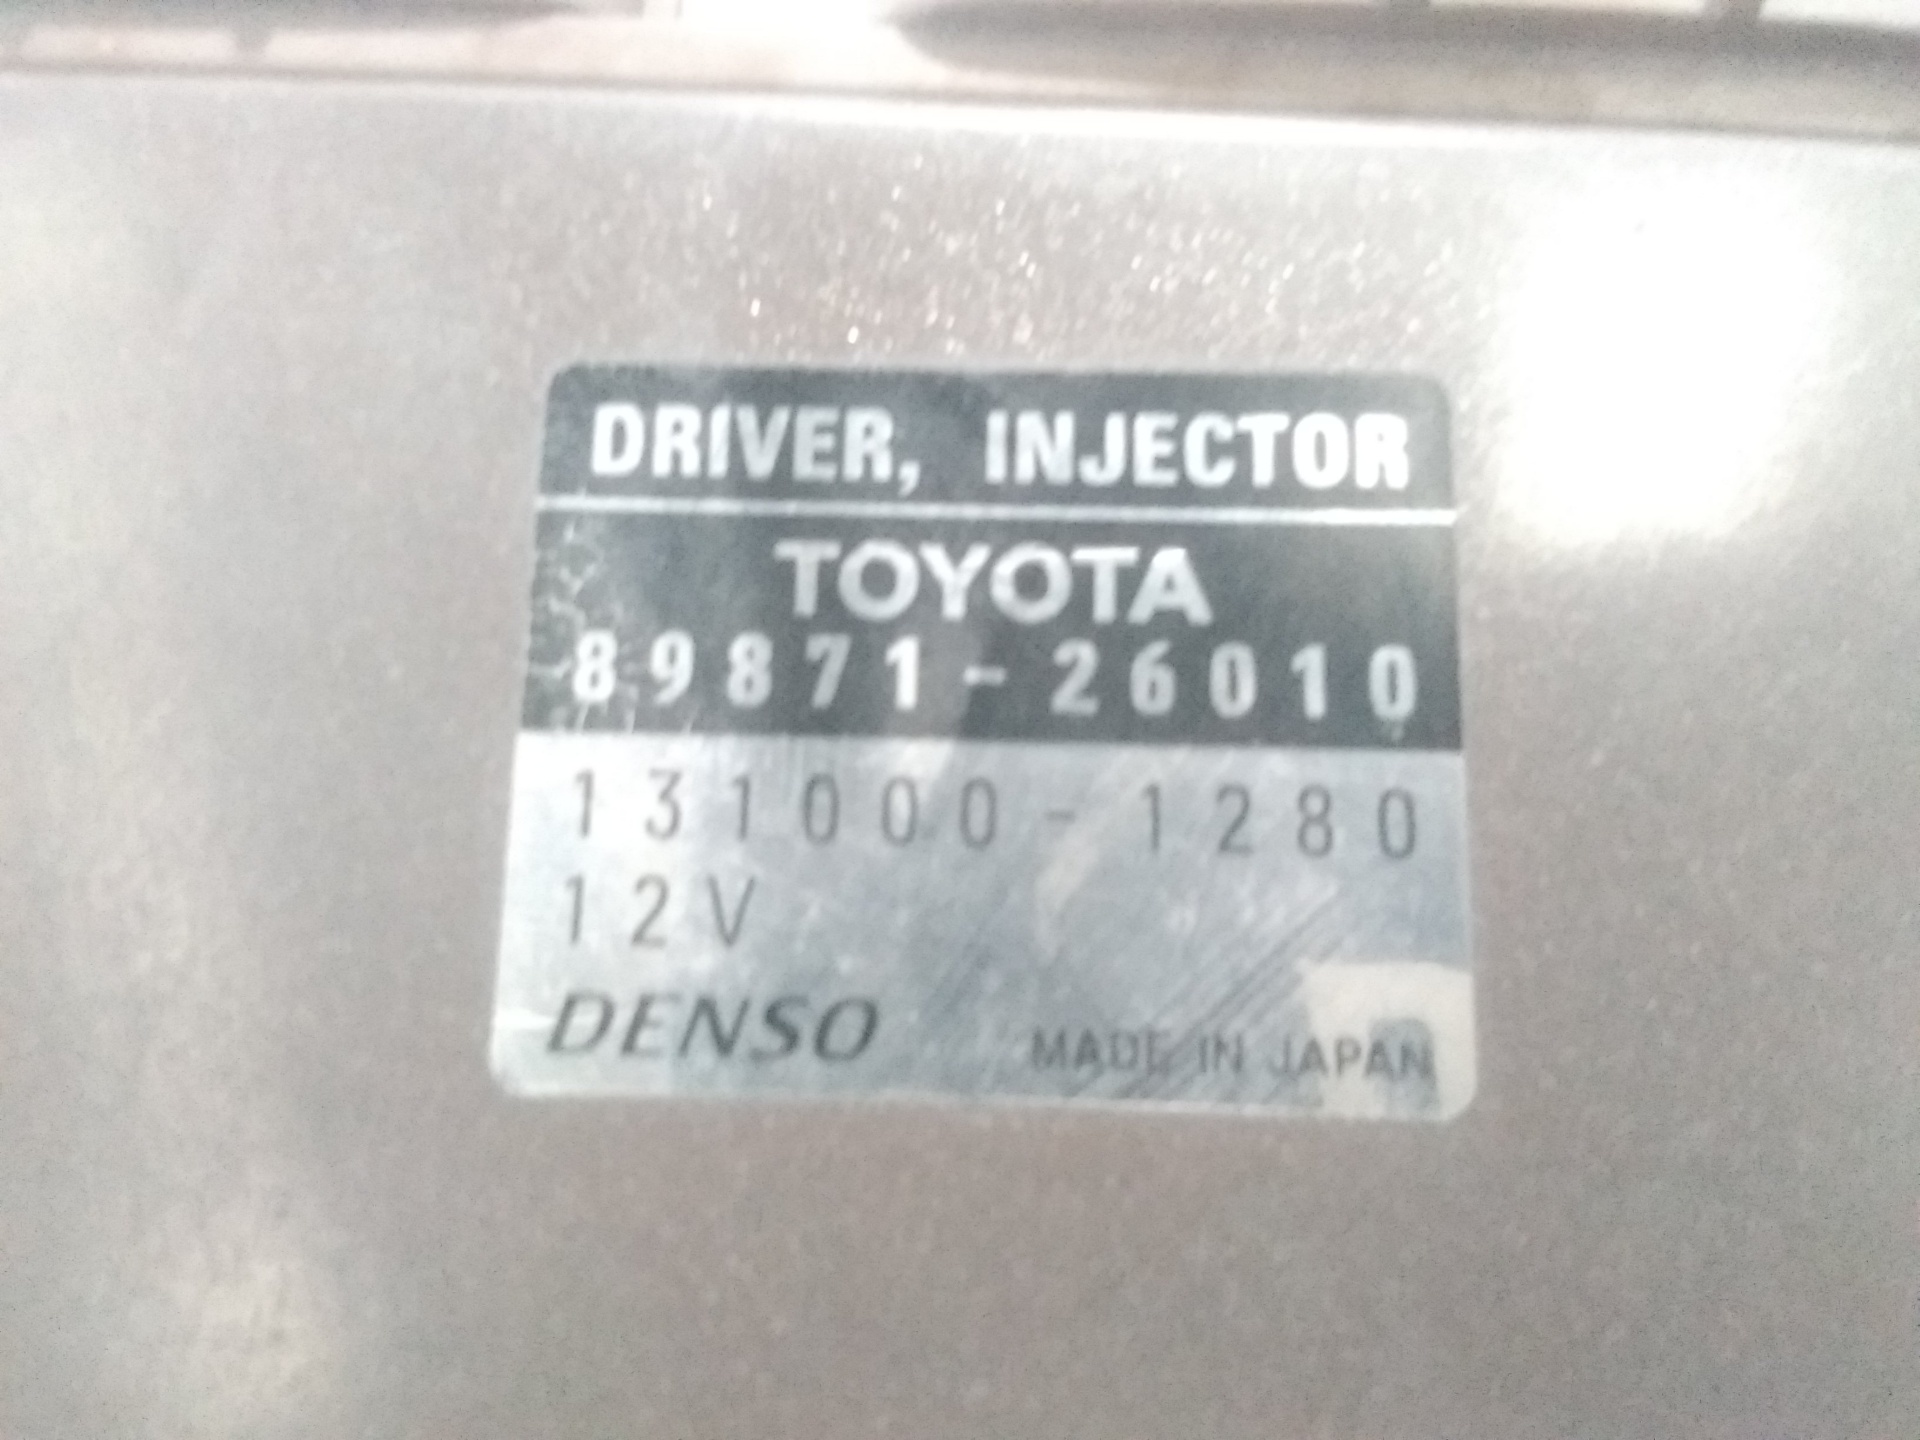 DRIVER, INJECTOR
TOYOTA
89871-26010
131000-1280
12V
DENSO
MADE IN JAPAN